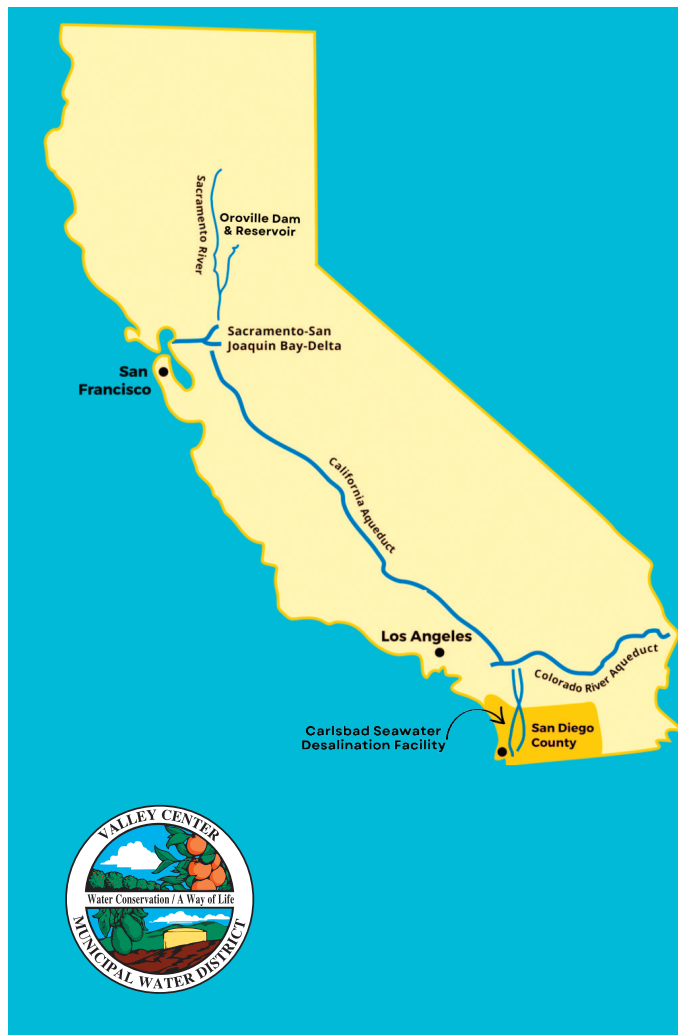 Sacramento River
Oroville Dam
& Reservoir
Sacramento-San
Joaquin Bay-Delta
San
Francisco
California Aqueduct
Los Angeles
Colorado River Aqueduct
Carlsbad Seawater
Desalination Facility
San Diego
County
VALLEY CENTER
Water Conservation / A Way of Life
MUNICIPAL WATER DISTRICT